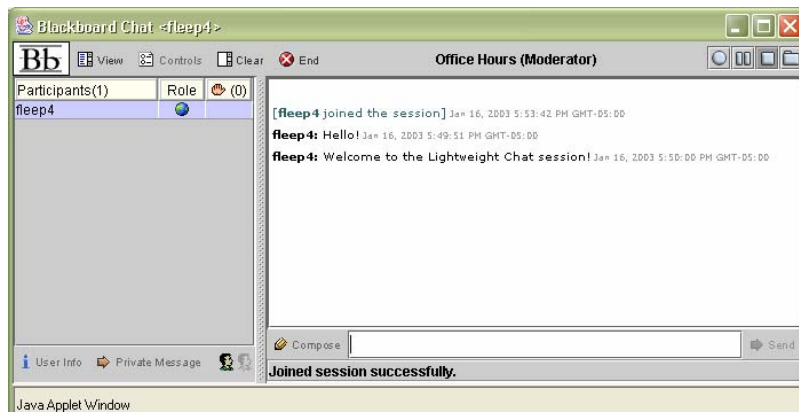 Blackboard Chat <fleep4>
Bb View Controls Clear End Office Hours (Moderator)
Participants(1) Role (0)
fleep4
[fleep4 joined the session] Jan 16, 2003 5:53:42 PM GMT-05:00
fleep4: Hello! Jan 16, 2003 5:49:51 PM GMT-05:00
fleep4: Welcome to the Lightweight Chat session! Jan 16, 2003 5:50:00 PM GMT-05:00
Compose Send
User Info Private Message
Joined session successfully.
Java Applet Window